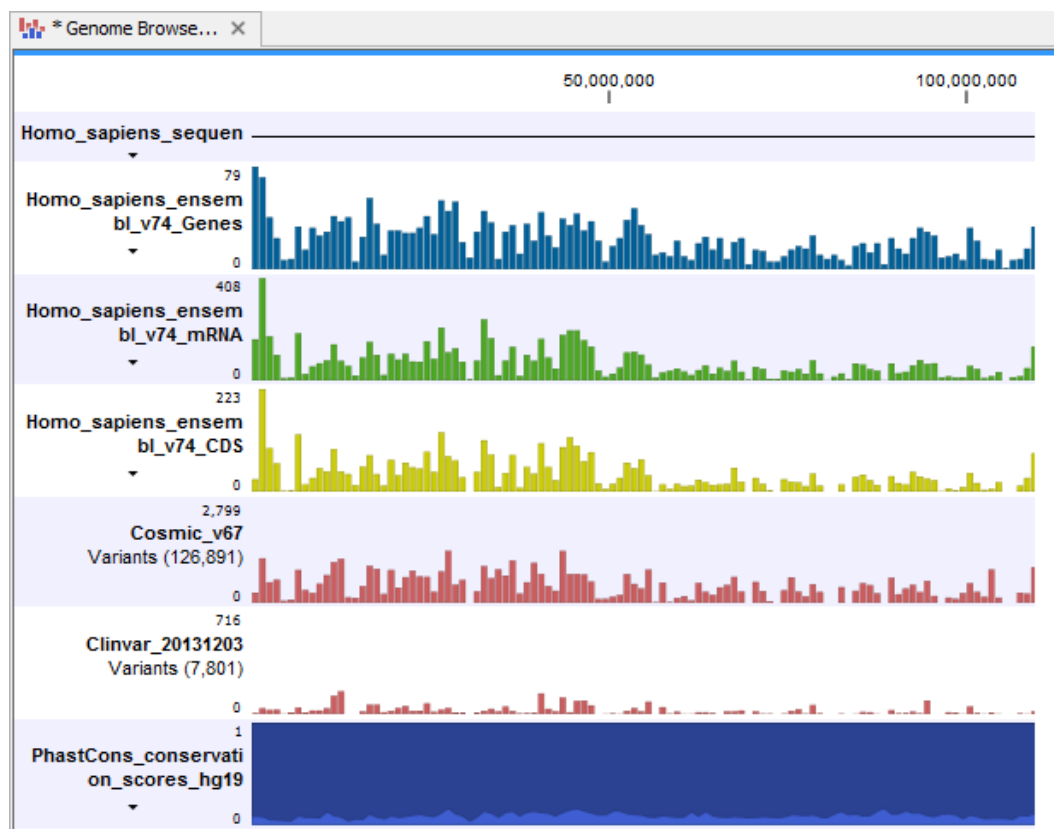 * Genome Browse...
50,000,000 100,000,000
Homo_sapiens_sequen
79
Homo_sapiens_ensem
bl_v74_Genes
0
408
Homo_sapiens_ensem
bl_v74_mRNA
0
223
Homo_sapiens_ensem
bl_v74_CDS
0
2,799
Cosmic_v67
Variants (126,891)
0
716
Clinvar_20131203
Variants (7,801)
0
1
PhastCons_conservati
on_scores_hg19
0